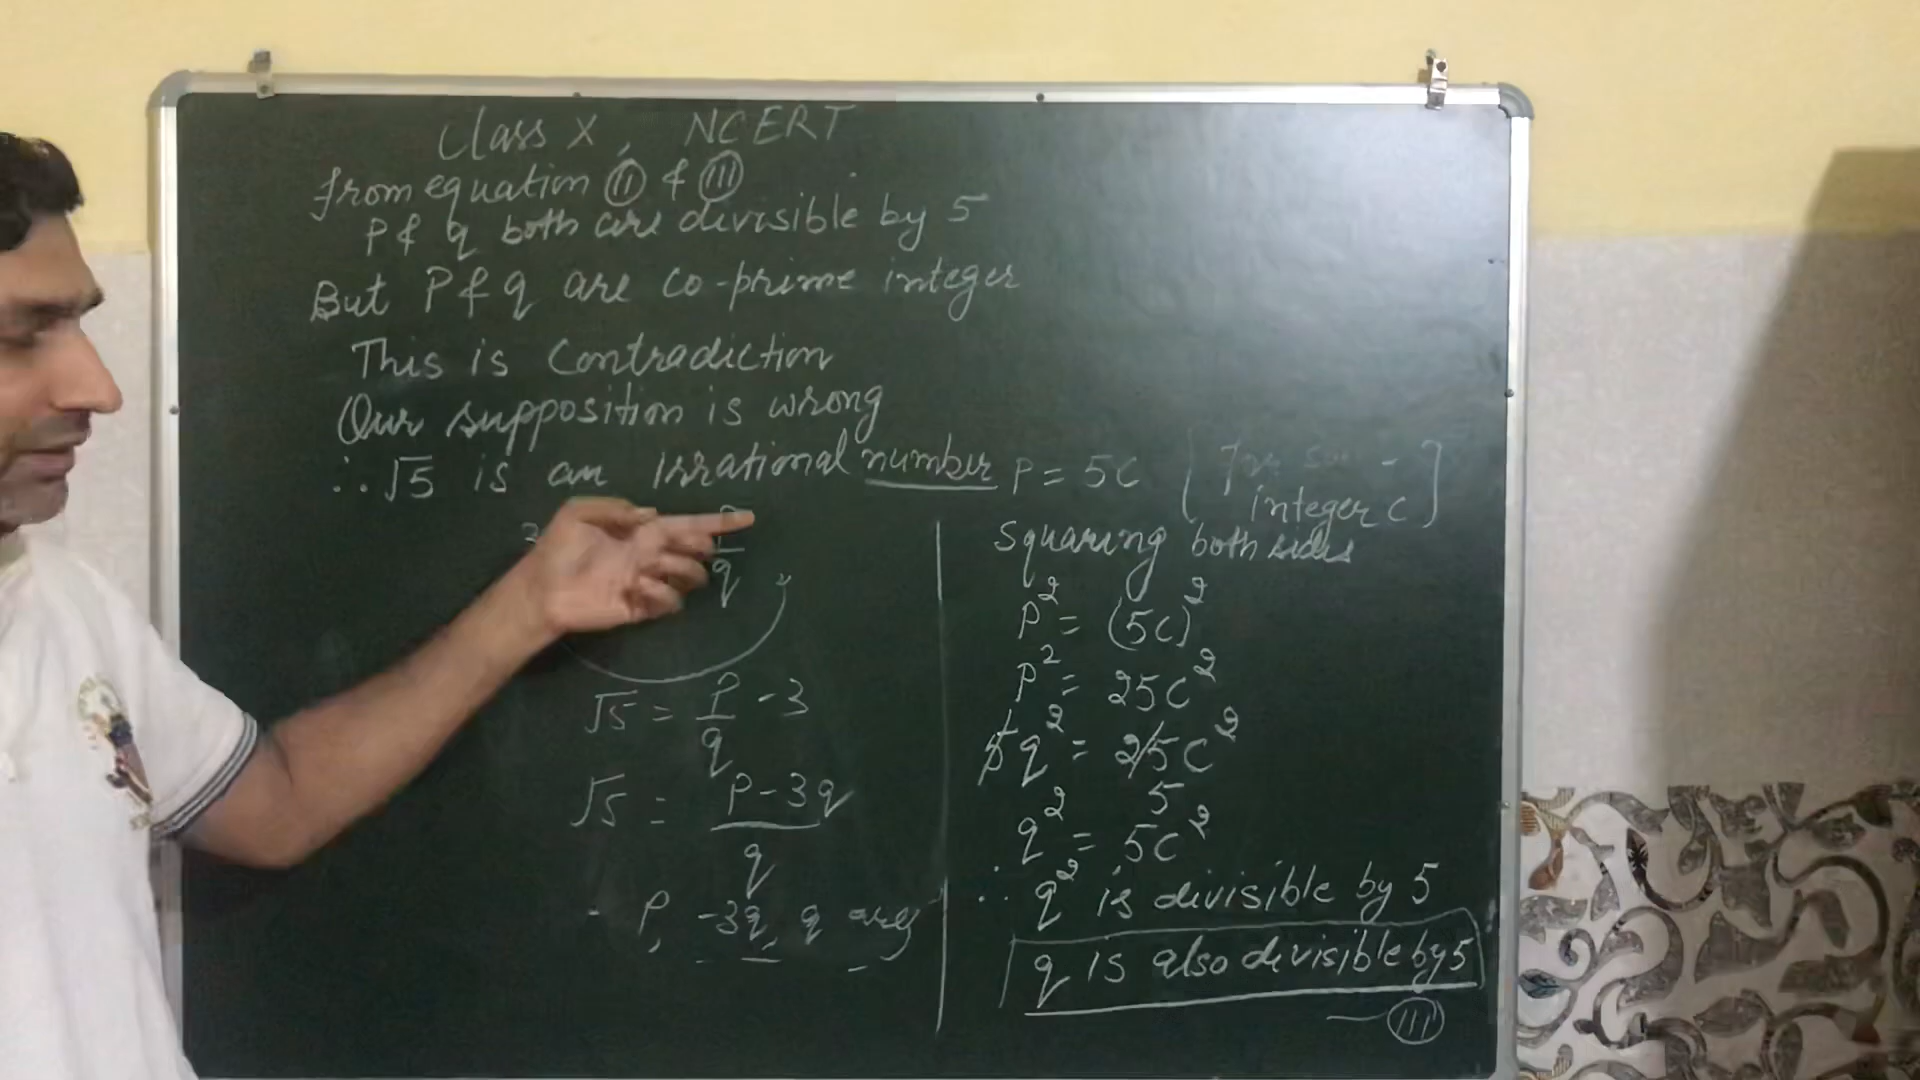 Class X, NCERT
from equation (II) & (III)
P & q both are divisible by 5
But P & q are co-prime integer
This is Contradiction
Our supposition is wrong
∴ √5 is an irrational number
q
√5 = P/q - 3
√5 = P - 3q / q
P, -3q, q are
P = 5C [
integer C]
Squaring both sides
P² = (5C)²
P² = 25C²
5q² = 25C²
5
q² = 5C²
∴ q² is divisible by 5
q is also divisible by 5
— (III)